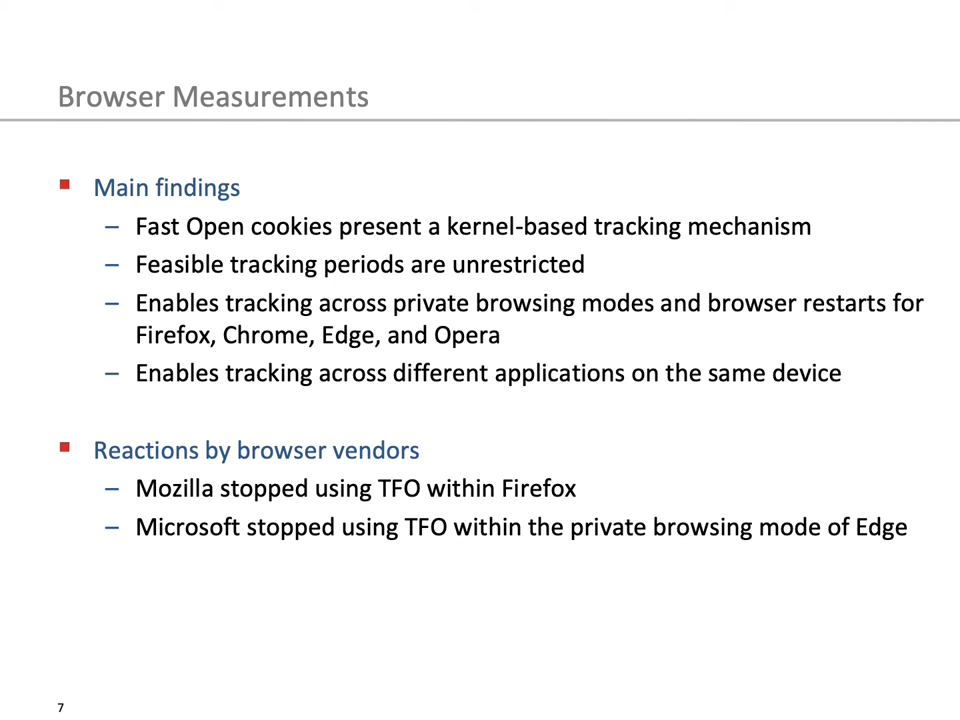 Browser Measurements
Main findings
– Fast Open cookies present a kernel-based tracking mechanism
– Feasible tracking periods are unrestricted
– Enables tracking across private browsing modes and browser restarts for
Firefox, Chrome, Edge, and Opera
– Enables tracking across different applications on the same device
Reactions by browser vendors
– Mozilla stopped using TFO within Firefox
– Microsoft stopped using TFO within the private browsing mode of Edge
7